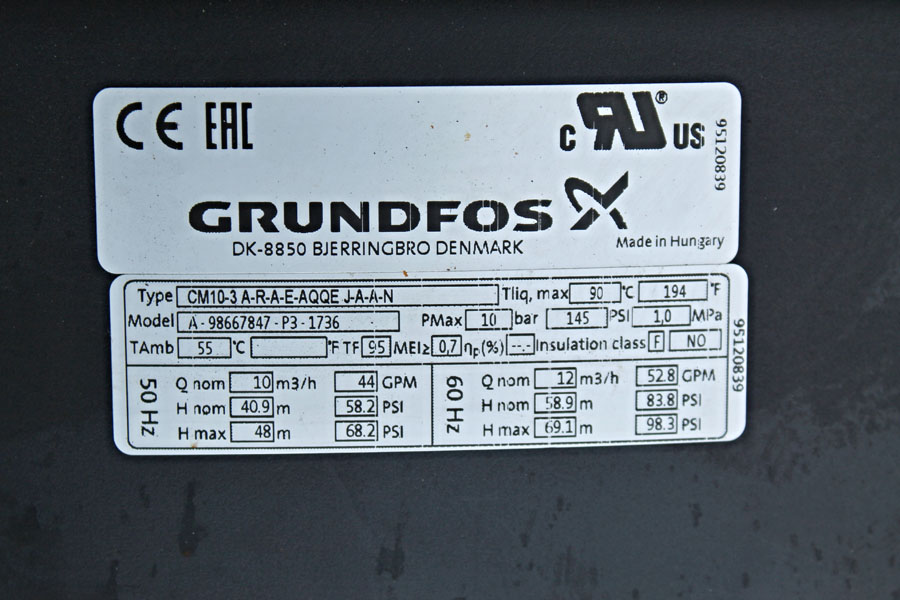 CE EAC
c RU® US
95120839
GRUNDFOS X
DK-8850 BJERRINGBRO DENMARK
Made in Hungary
Type CM10-3 A-R-A-E-AQQE J-A-A-N Tliq, max 90 °C 194 °F
Model A - 98667847 - P3 - 1736 PMax 10 bar 145 PSI 1,0 MPa
TAmb 55 °C °F TF 95 MEI≥ 0,7 ηp(%) --.- Insulation class F NO
95120839
50 Hz
Q nom 10 m3/h 44 GPM
H nom 40.9 m 58.2 PSI
H max 48 m 68.2 PSI
60 Hz
Q nom 12 m3/h 52.8 GPM
H nom 58.9 m 83.8 PSI
H max 69.1 m 98.3 PSI